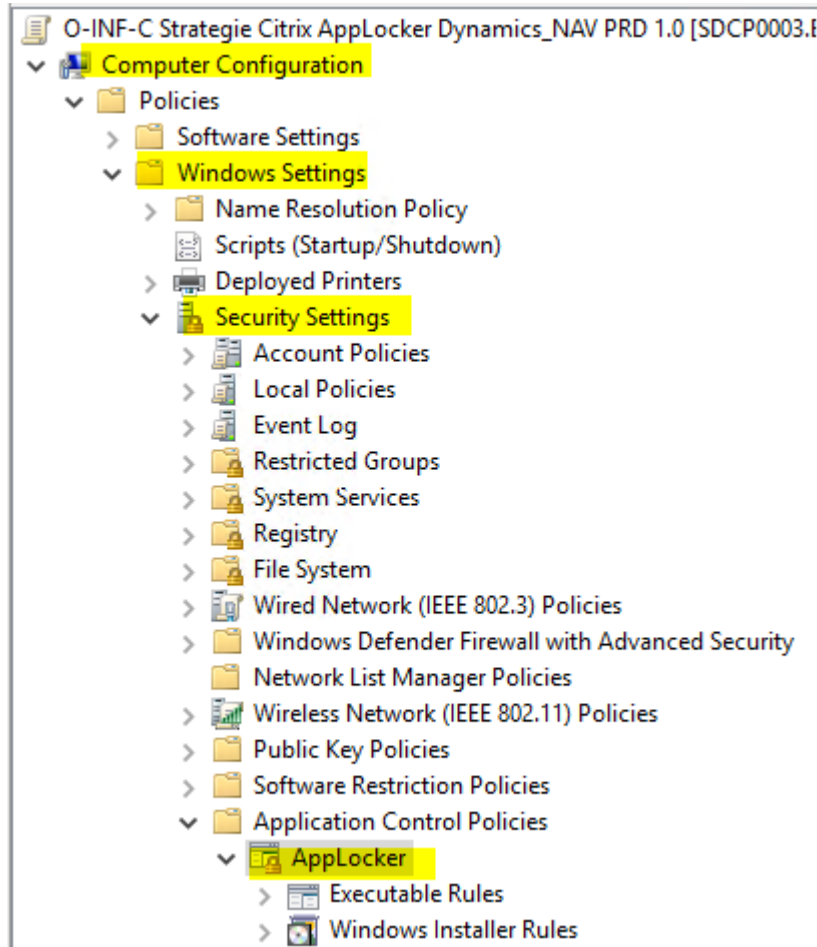 O-INF-C Strategie Citrix AppLocker Dynamics_NAV PRD 1.0 [SDCP0003.
Computer Configuration
Policies
Software Settings
Windows Settings
Name Resolution Policy
Scripts (Startup/Shutdown)
Deployed Printers
Security Settings
Account Policies
Local Policies
Event Log
Restricted Groups
System Services
Registry
File System
Wired Network (IEEE 802.3) Policies
Windows Defender Firewall with Advanced Security
Network List Manager Policies
Wireless Network (IEEE 802.11) Policies
Public Key Policies
Software Restriction Policies
Application Control Policies
AppLocker
Executable Rules
Windows Installer Rules